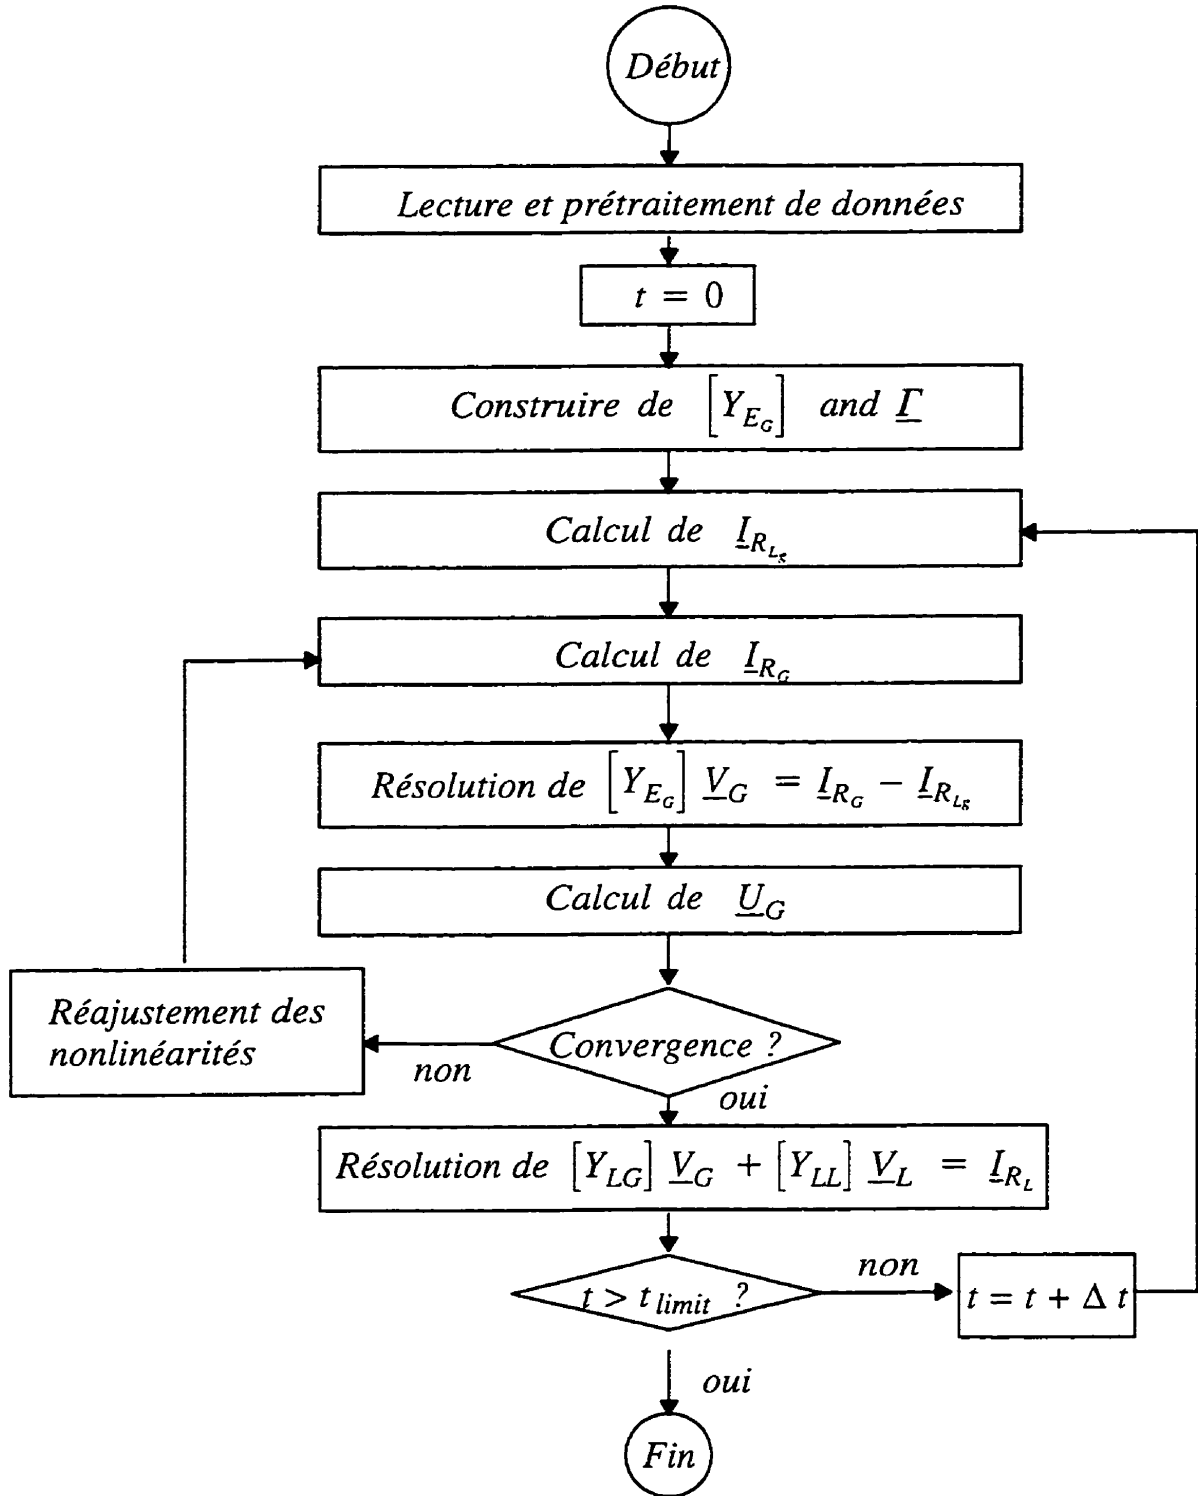 Début
Lecture et prétraitement de données
t = 0
Construire de [Y_{E_G}] and Γ
Calcul de I_{R_{Lg}}
Calcul de I_{R_G}
Résolution de [Y_{E_G}] V_G = I_{R_G} − I_{R_{Lg}}
Calcul de U_G
Réajustement des
nonlinéarités
Convergence ?
non
oui
Résolution de [Y_{LG}] V_G + [Y_{LL}] V_L = I_{R_L}
t > t_{limit} ?
non
t = t + Δ t
oui
Fin